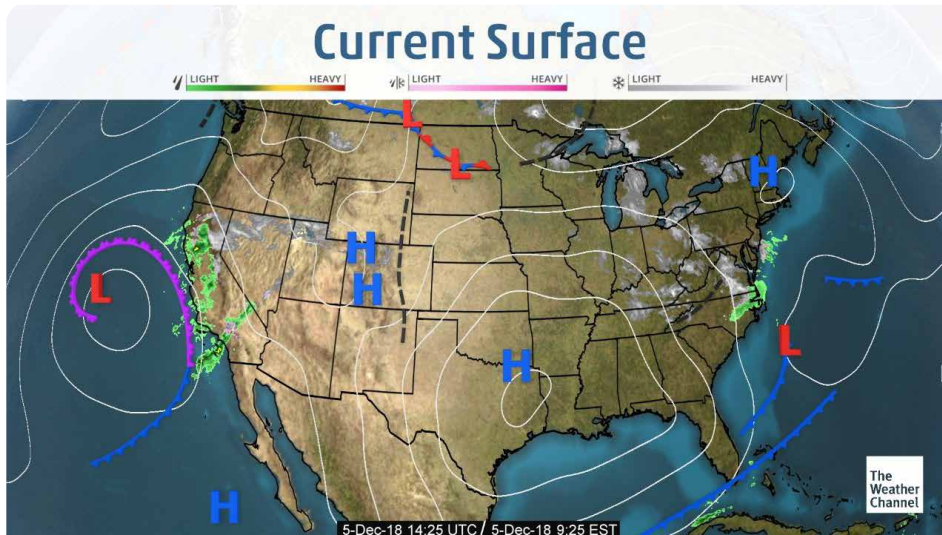 Current Surface
LIGHT HEAVY LIGHT HEAVY LIGHT HEAVY
L
L
H
H
H
L
L
H
H
The
Weather
Channel
5-Dec-18 14:25 UTC / 5-Dec-18 9:25 EST